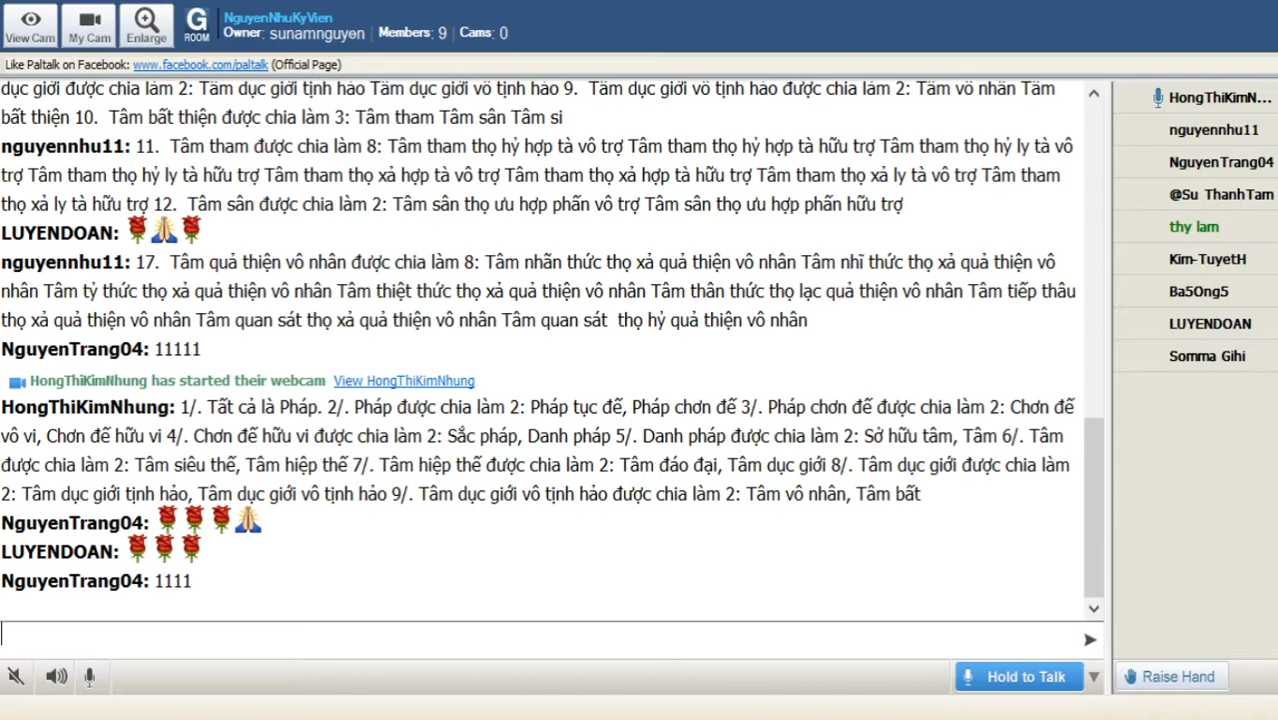 View Cam
My Cam
Enlarge
G
ROOM
NguyenNhuKyVien
Owner: sunamnguyen | Members: 9 | Cams: 0
Like Paltalk on Facebook: www.facebook.com/paltalk (Official Page)
dục giới được chia làm 2: Tâm dục giới tịnh hảo Tâm dục giới vô tịnh hảo 9. Tâm dục giới vô tịnh hảo được chia làm 2: Tâm vô nhân Tâm
bất thiện 10. Tâm bất thiện được chia làm 3: Tâm tham Tâm sân Tâm si
nguyennhu11: 11. Tâm tham được chia làm 8: Tâm tham thọ hỷ hợp tà vô trợ Tâm tham thọ hỷ hợp tà hữu trợ Tâm tham thọ hỷ ly tà vô
trợ Tâm tham thọ hỷ ly tà hữu trợ Tâm tham thọ xả hợp tà vô trợ Tâm tham thọ xả hợp tà hữu trợ Tâm tham thọ xả ly tà vô trợ Tâm tham
thọ xả ly tà hữu trợ 12. Tâm sân được chia làm 2: Tâm sân thọ ưu hợp phấn vô trợ Tâm sân thọ ưu hợp phấn hữu trợ
LUYENDOAN:
nguyennhu11: 17. Tâm quả thiện vô nhân được chia làm 8: Tâm nhãn thức thọ xả quả thiện vô nhân Tâm nhĩ thức thọ xả quả thiện vô
nhân Tâm tỷ thức thọ xả quả thiện vô nhân Tâm thiệt thức thọ xả quả thiện vô nhân Tâm thân thức thọ lạc quả thiện vô nhân Tâm tiếp thâu
thọ xả quả thiện vô nhân Tâm quan sát thọ xả quả thiện vô nhân Tâm quan sát thọ hỷ quả thiện vô nhân
NguyenTrang04: 11111
HongThiKimNhung has started their webcam View HongThiKimNhung
HongThiKimNhung: 1/. Tất cả là Pháp. 2/. Pháp được chia làm 2: Pháp tục đế, Pháp chơn đế 3/. Pháp chơn đế được chia làm 2: Chơn đế
vô vi, Chơn đế hữu vi 4/. Chơn đế hữu vi được chia làm 2: Sắc pháp, Danh pháp 5/. Danh pháp được chia làm 2: Sở hữu tâm, Tâm 6/. Tâm
được chia làm 2: Tâm siêu thế, Tâm hiệp thế 7/. Tâm hiệp thế được chia làm 2: Tâm đáo đại, Tâm dục giới 8/. Tâm dục giới được chia làm
2: Tâm dục giới tịnh hảo, Tâm dục giới vô tịnh hảo 9/. Tâm dục giới vô tịnh hảo được chia làm 2: Tâm vô nhân, Tâm bất
NguyenTrang04:
LUYENDOAN:
NguyenTrang04: 1111
HongThiKimN...
nguyennhu11
NguyenTrang04
@Su ThanhTam
thy lam
Kim-TuyetH
Ba5Ong5
LUYENDOAN
Somma Gihi
Hold to Talk
Raise Hand